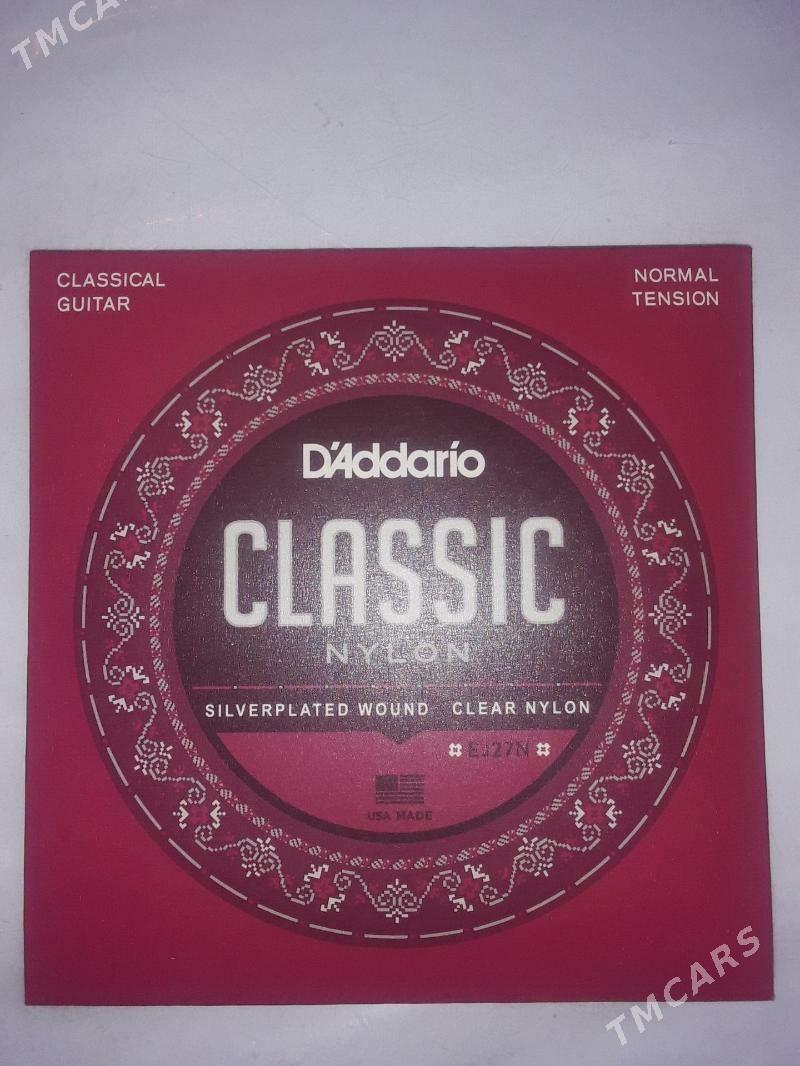 TMCARS
CLASSICAL
GUITAR
NORMAL
TENSION
D'Addario
CLASSIC
NYLON
SILVERPLATED WOUND CLEAR NYLON
EJ27N
USA MADE
TMCARS